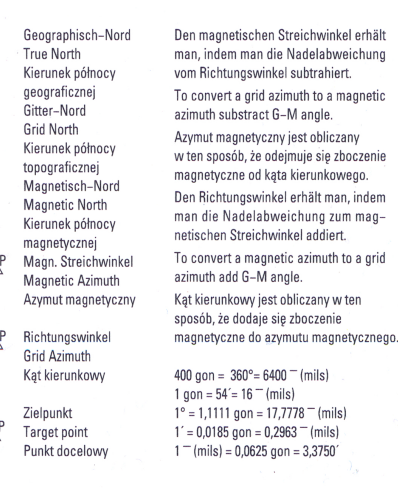 Geographisch–Nord
True North
Kierunek północy
geograficznej
Gitter–Nord
Grid North
Kierunek północy
topograficznej
Magnetisch–Nord
Magnetic North
Kierunek północy
magnetycznej
P Magn. Streichwinkel
Magnetic Azimuth
Azymut magnetyczny
P Richtungswinkel
Grid Azimuth
Kąt kierunkowy
Zielpunkt
P Target point
Punkt docelowy
Den magnetischen Streichwinkel erhält
man, indem man die Nadelabweichung
vom Richtungswinkel subtrahiert.
To convert a grid azimuth to a magnetic
azimuth substract G–M angle.
Azymut magnetyczny jest obliczany
w ten sposób, że odejmuje się zboczenie
magnetyczne od kąta kierunkowego.
Den Richtungswinkel erhält man, indem
man die Nadelabweichung zum mag–
netischen Streichwinkel addiert.
To convert a magnetic azimuth to a grid
azimuth add G–M angle.
Kąt kierunkowy jest obliczany w ten
sposób, że dodaje się zboczenie
magnetyczne do azymutu magnetycznego.
400 gon = 360°= 6400 ¯ (mils)
1 gon = 54´= 16 ¯ (mils)
1° = 1,1111 gon = 17,7778 ¯ (mils)
1´ = 0,0185 gon = 0,2963 ¯ (mils)
1 ¯ (mils) = 0,0625 gon = 3,3750´